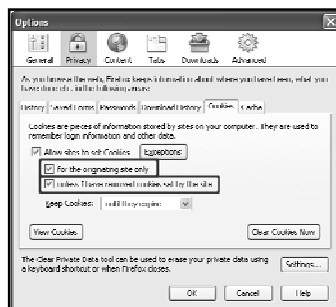 Options
General Privacy Content Tabs Downloads Advanced
As you browse the web, Firefox keeps information about where you have been, what you
have done, etc. in the following areas:
History Saved Forms Passwords Download History Cookies Cache
Cookies are pieces of information stored by sites on your computer. They are used to
remember login information and other data.
Allow sites to set Cookies Exceptions
for the originating site only
unless I have removed cookies set by the site
Keep Cookies: until they expire
View Cookies Clear Cookies Now
The Clear Private Data tool can be used to erase your private data using
a keyboard shortcut or when Firefox closes.
Settings...
OK Cancel Help